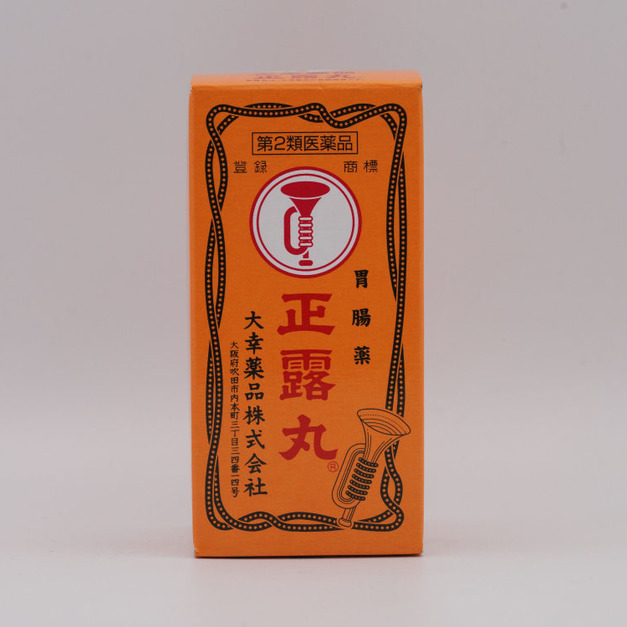 第2類医薬品
登録 商標
胃腸薬
正露丸®
大幸薬品株式会社
大阪府吹田市内本町三丁目三四番一四号